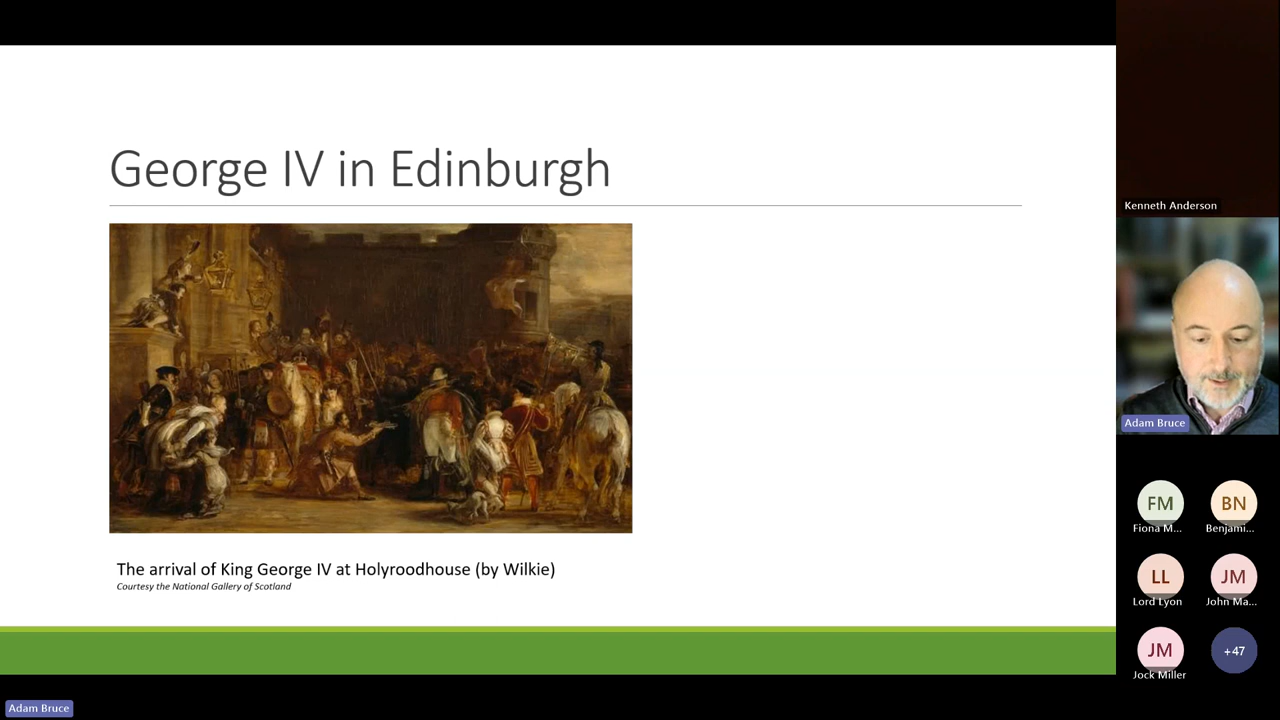 George IV in Edinburgh
The arrival of King George IV at Holyroodhouse (by Wilkie)
Courtesy the National Gallery of Scotland
Adam Bruce
Kenneth Anderson
Adam Bruce
FM
Fiona M...
BN
Benjami...
LL
Lord Lyon
JM
John Ma...
JM
Jock Miller
+47